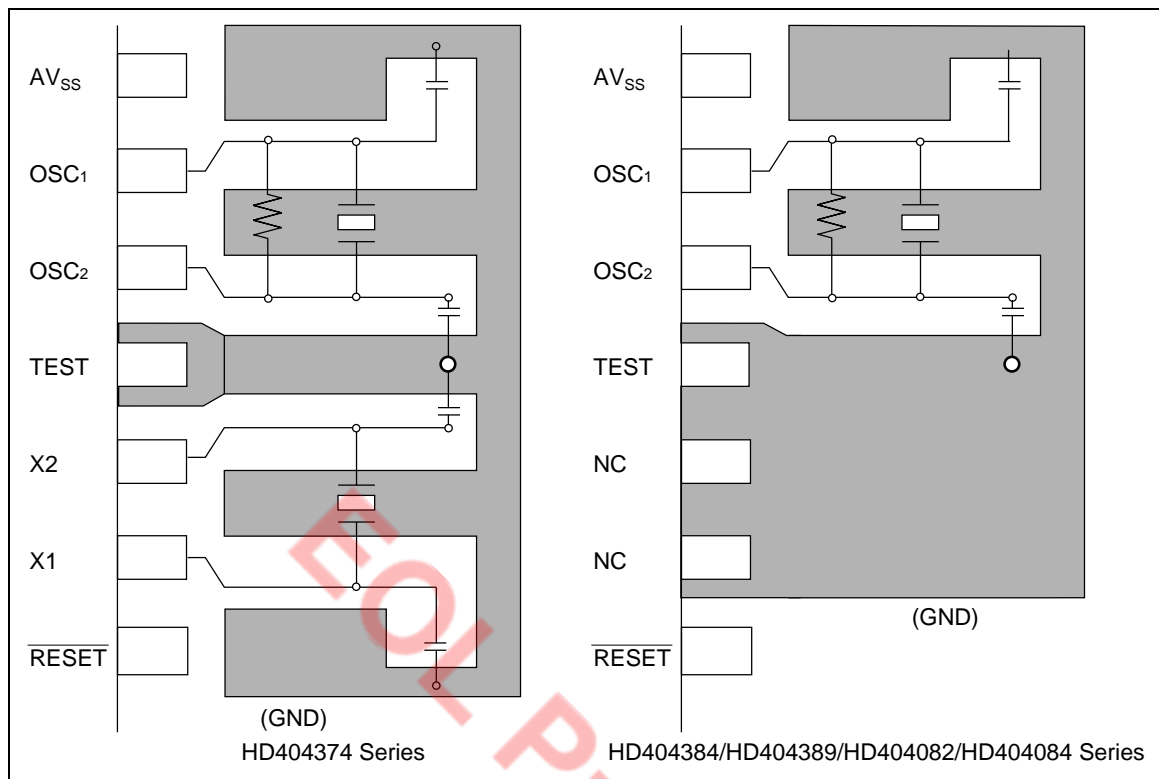 AVSS
OSC1
OSC2
TEST
X2
X1
RESET
(GND)
HD404374 Series
AVSS
OSC1
OSC2
TEST
NC
NC
RESET
(GND)
HD404384/HD404389/HD404082/HD404084 Series
EOL P